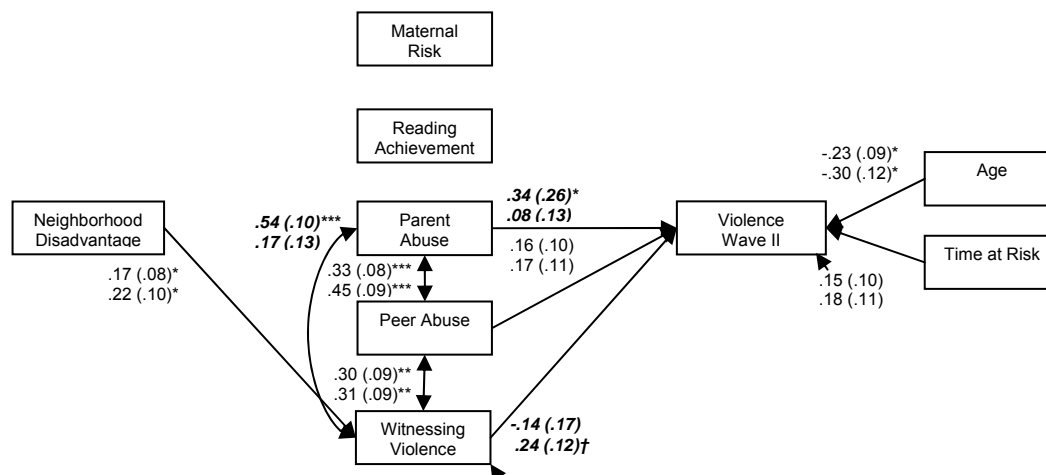 Maternal
Risk
Reading
Achievement
-.23 (.09)*
-.30 (.12)*
Age
Neighborhood
Disadvantage
.54 (.10)***
.17 (.13)
Parent
Abuse
.34 (.26)*
.08 (.13)
Violence
Wave II
.16 (.10)
.17 (.11)
Time at Risk
.17 (.08)*
.22 (.10)*
.33 (.08)***
.45 (.09)***
.15 (.10)
.18 (.11)
Peer Abuse
.30 (.09)**
.31 (.09)**
Witnessing
Violence
-.14 (.17)
.24 (.12)†